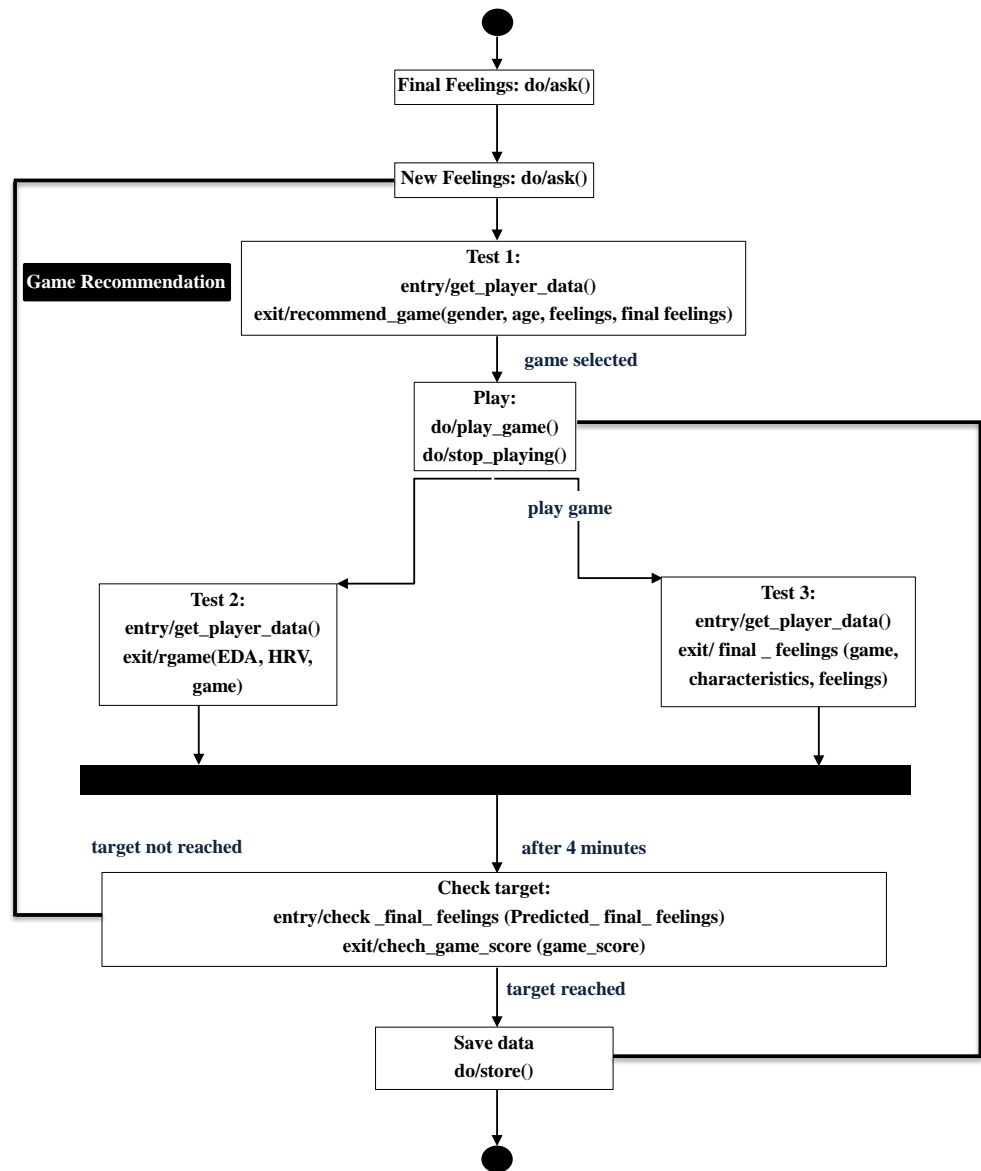 Final Feelings: do/ask()
New Feelings: do/ask()
Game Recommendation
Test 1:
entry/get_player_data()
exit/recommend_game(gender, age, feelings, final feelings)
game selected
Play:
do/play_game()
do/stop_playing()
play game
Test 2:
entry/get_player_data()
exit/rgame(EDA, HRV,
game)
Test 3:
entry/get_player_data()
exit/ final _ feelings (game,
characteristics, feelings)
target not reached
after 4 minutes
Check target:
entry/check _final_ feelings (Predicted_ final_ feelings)
exit/chech_game_score (game_score)
target reached
Save data
do/store()